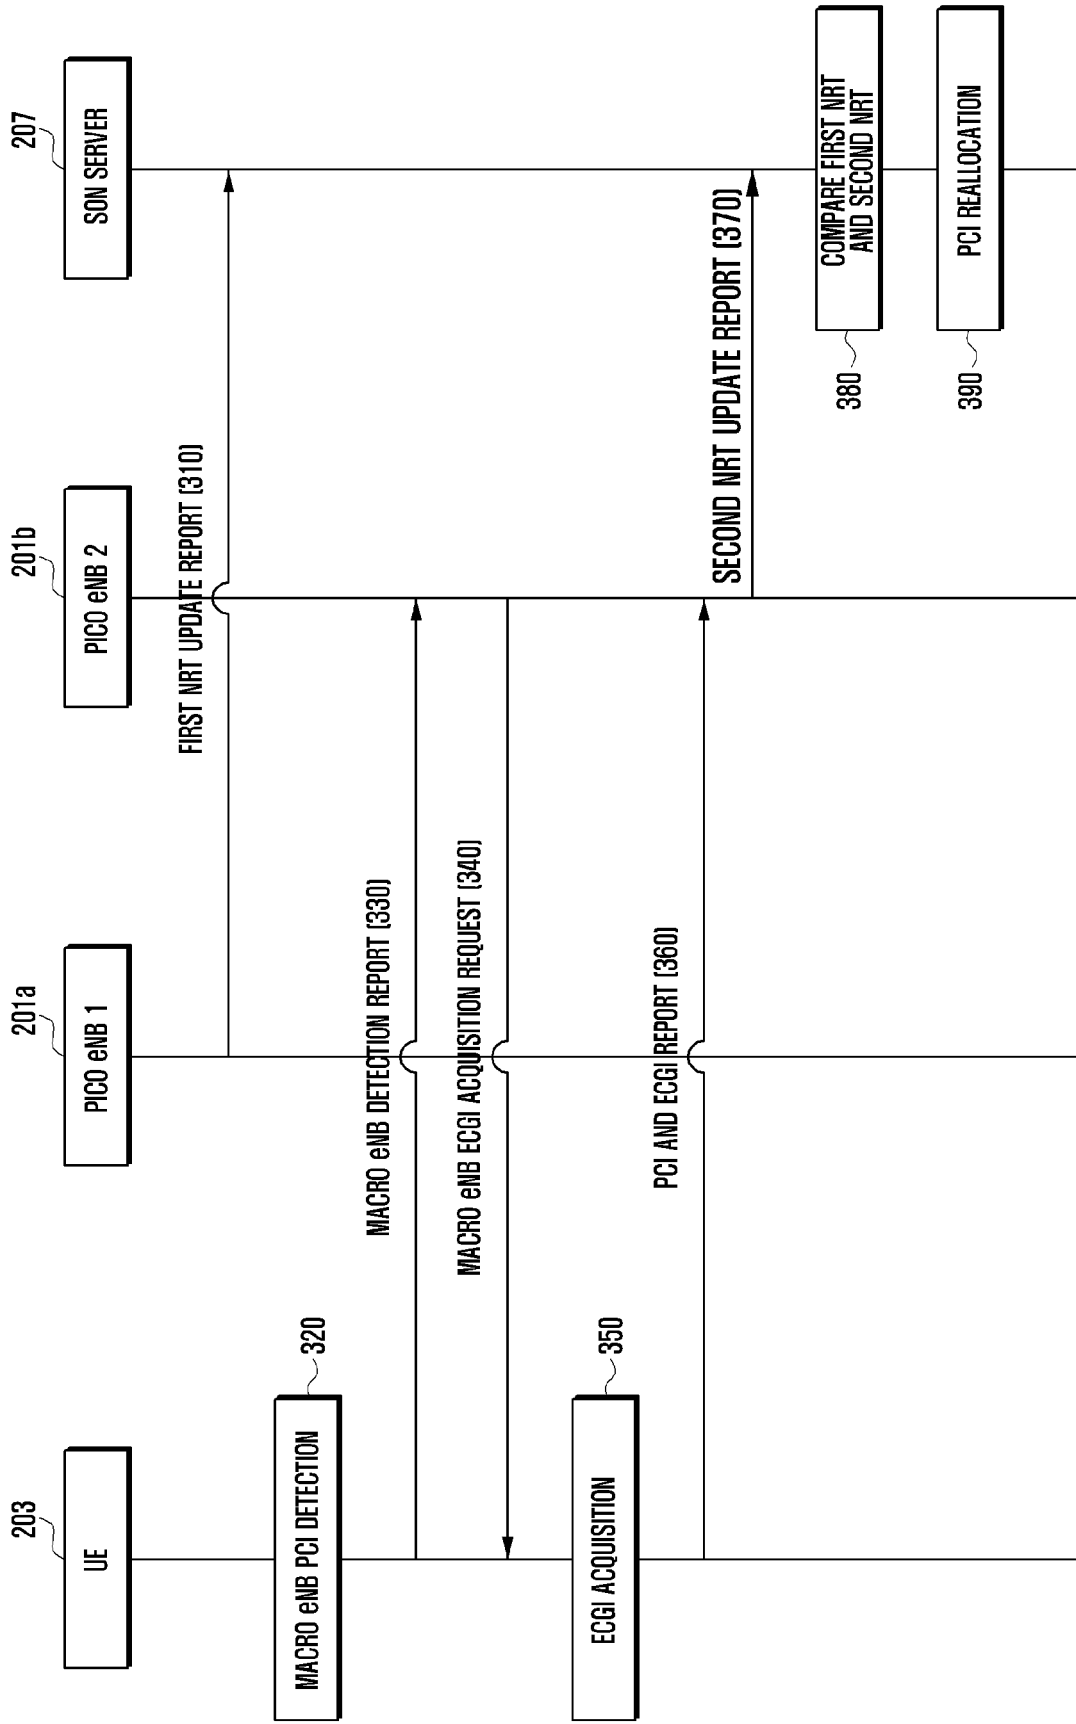 203
201a
201b
207
UE
PICO eNB 1
PICO eNB 2
SON SERVER
FIRST NRT UPDATE REPORT (310)
MACRO eNB PCI DETECTION
320
MACRO eNB DETECTION REPORT (330)
MACRO eNB ECGI ACQUISITION REQUEST (340)
ECGI ACQUISITION
350
PCI AND ECGI REPORT (360)
SECOND NRT UPDATE REPORT (370)
380
COMPARE FIRST NRT
AND SECOND NRT
390
PCI REALLOCATION